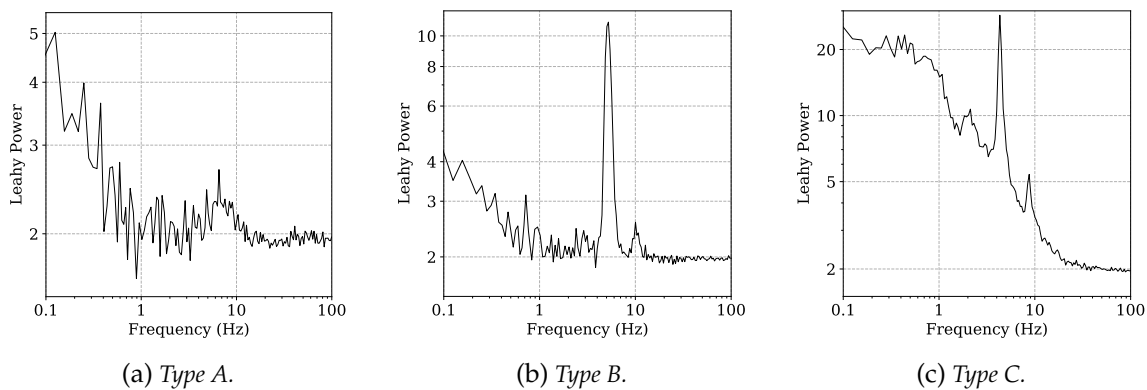 5
4
3
2
Leahy Power
0.1 1 10 100
Frequency (Hz)
(a) Type A.
10
8
6
4
3
2
Leahy Power
0.1 1 10 100
Frequency (Hz)
(b) Type B.
20
10
5
2
Leahy Power
0.1 1 10 100
Frequency (Hz)
(c) Type C.